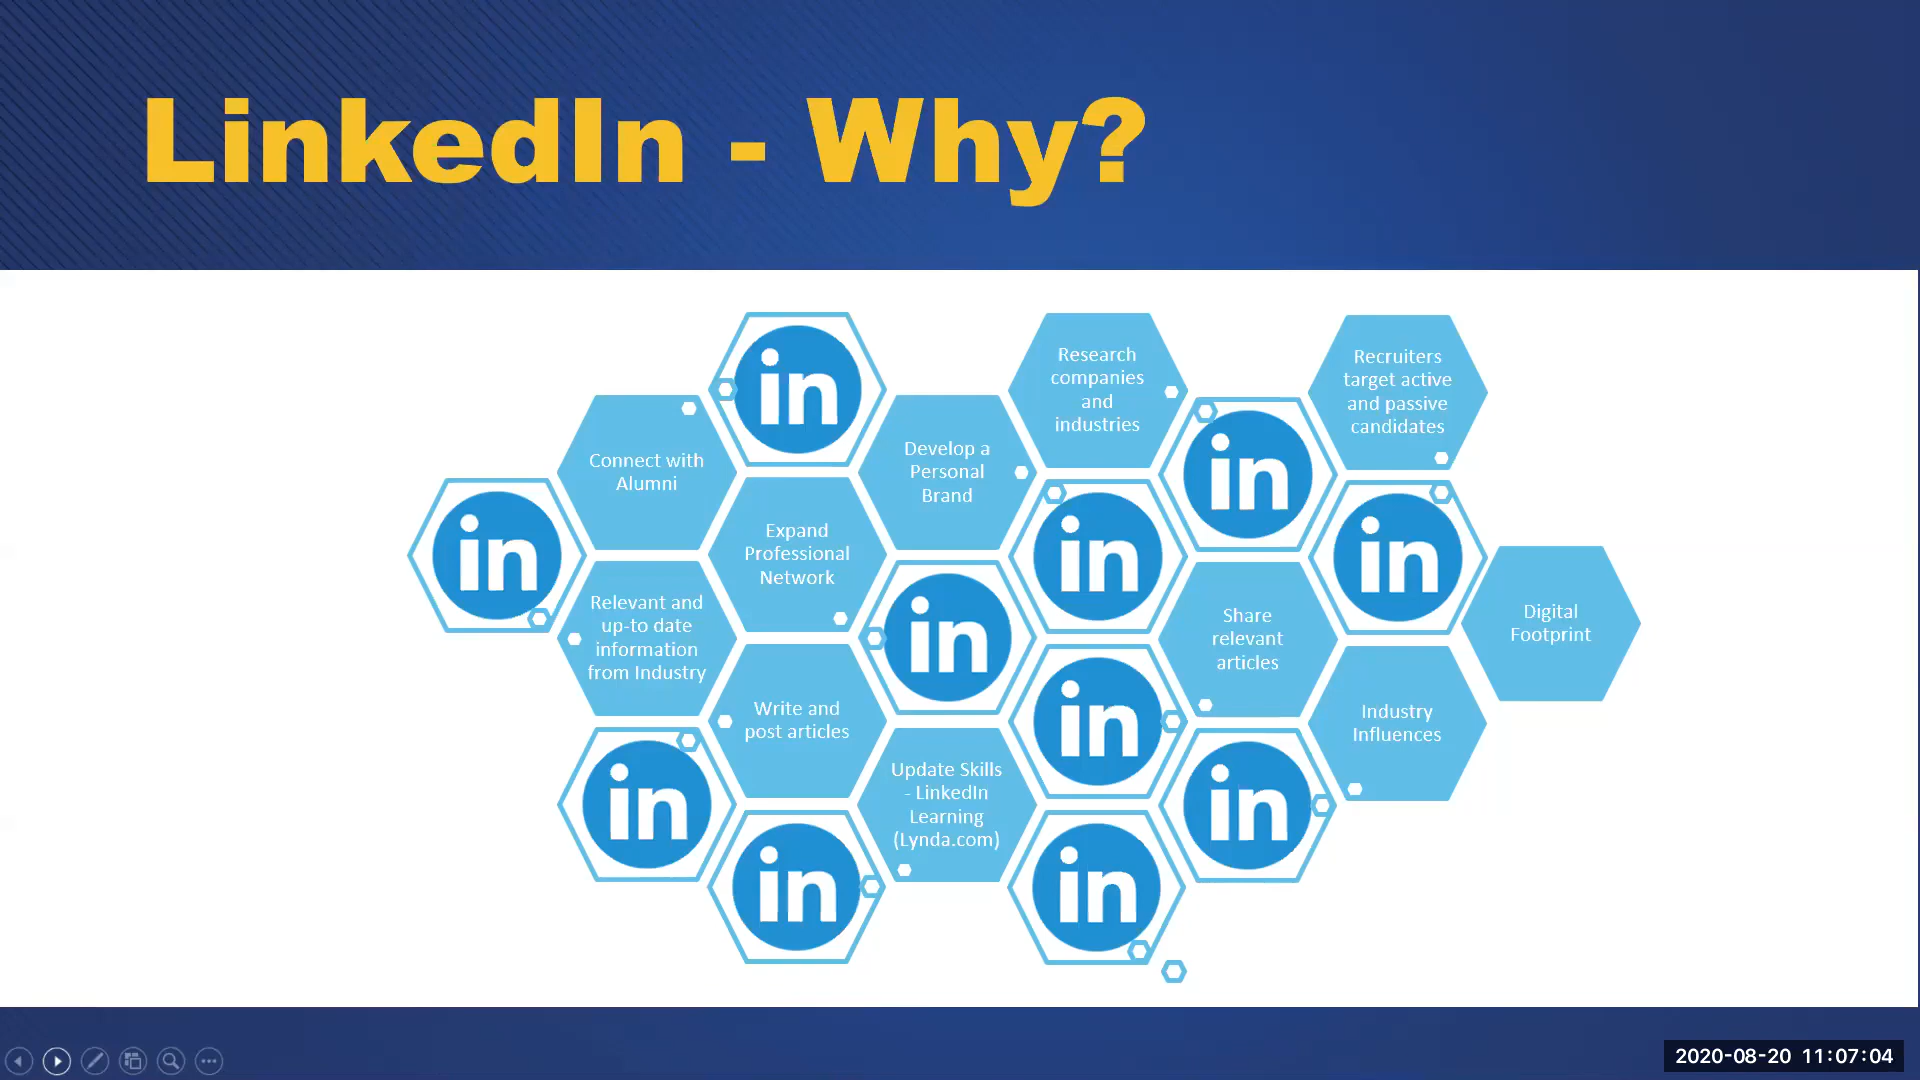 LinkedIn - Why?
in
Connect with
Alumni
in
Relevant and
up-to date
information
from Industry
in
Expand
Professional
Network
Write and
post articles
in
Develop a
Personal
Brand
in
Update Skills
- LinkedIn
Learning
(Lynda.com)
Research
companies
and
industries
in
in
in
in
Share
relevant
articles
in
Recruiters
target active
and passive
candidates
in
Industry
Influences
Digital
Footprint
2020-08-20 11:07:04